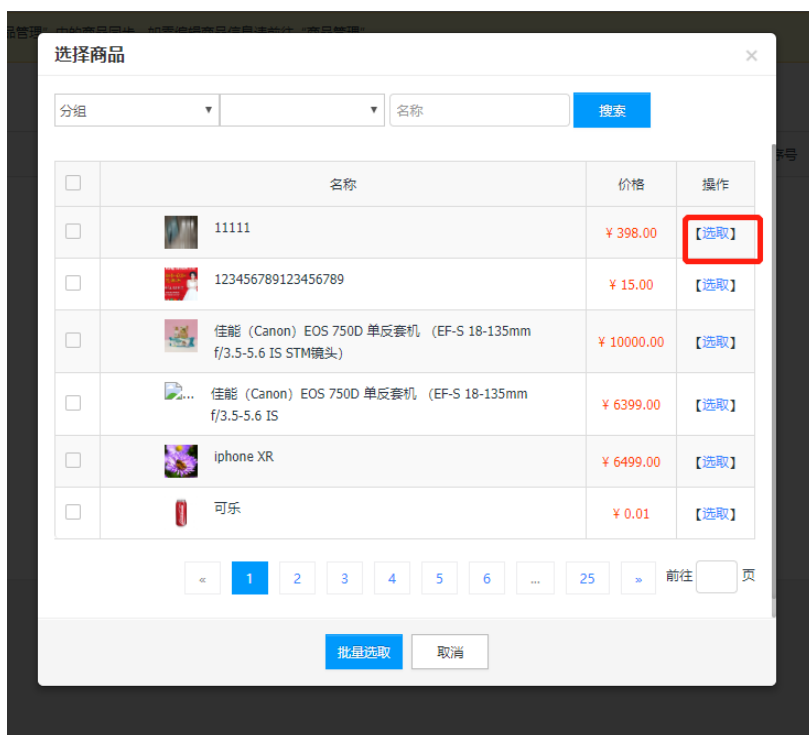 品管理"中的商品同步，如需编辑商品信息请前往"商品管理"
选择商品
×
分组 ▼ ▼ 名称 搜索
序号
名称 价格 操作
11111 ¥ 398.00 【选取】
123456789123456789 ¥ 15.00 【选取】
佳能（Canon）EOS 750D 单反套机 （EF-S 18-135mm
f/3.5-5.6 IS STM镜头） ¥ 10000.00 【选取】
... 佳能（Canon）EOS 750D 单反套机 （EF-S 18-135mm
f/3.5-5.6 IS ¥ 6399.00 【选取】
iphone XR ¥ 6499.00 【选取】
可乐 ¥ 0.01 【选取】
« 1 2 3 4 5 6 ... 25 » 前往 页
批量选取 取消